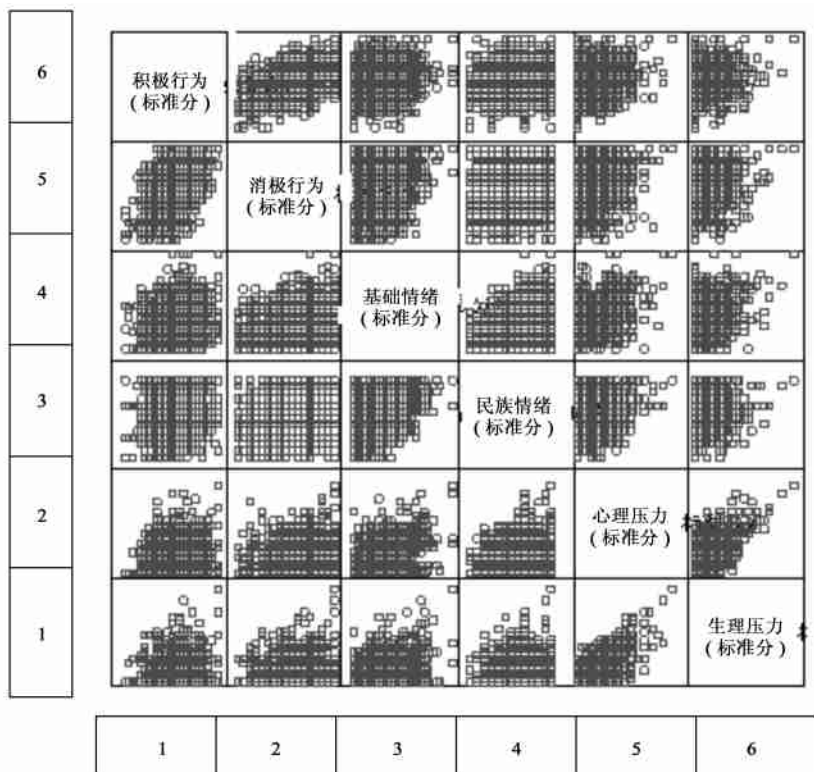 6
积极行为
(标准分)
5
消极行为
(标准分)
4
基础情绪
(标准分)
3
民族情绪
(标准分)
2
心理压力
(标准分)
1
生理压力
(标准分)
1 2 3 4 5 6